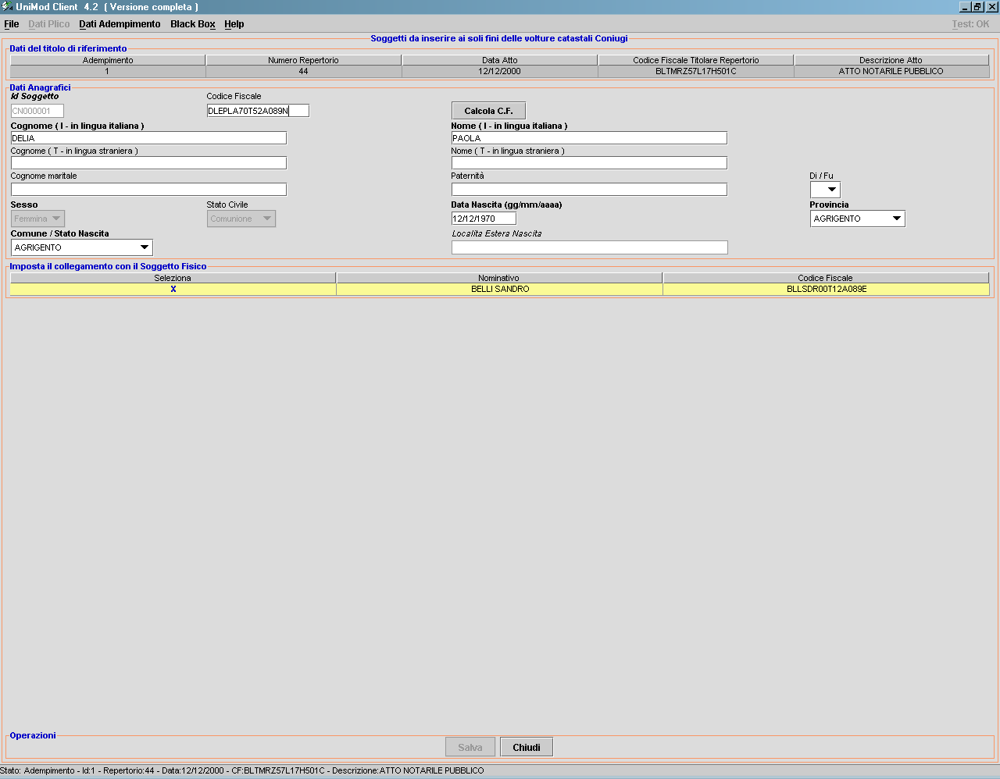 UniMod Client 4.2 ( Versione completa )
File Dati Plico Dati Adempimento Black Box Help Test: OK
Soggetti da inserire ai soli fini delle volture catastali Coniugi
Dati del titolo di riferimento
Adempimento Numero Repertorio Data Atto Codice Fiscale Titolare Repertorio Descrizione Atto
1 44 12/12/2000 BLTMRZ57L17H501C ATTO NOTARILE PUBBLICO
Dati Anagrafici
Id Soggetto Codice Fiscale
CN000001 DLEPLA70T52A089N Calcola C.F.
Cognome ( I - in lingua italiana ) Nome ( I - in lingua italiana )
DELIA PAOLA
Cognome ( T - in lingua straniera ) Nome ( T - in lingua straniera )
Cognome maritale Paternità Di / Fu
Sesso Stato Civile Data Nascita (gg/mm/aaaa) Provincia
Femmina Comunione 12/12/1970 AGRIGENTO
Comune / Stato Nascita Localita Estera Nascita
AGRIGENTO
Imposta il collegamento con il Soggetto Fisico
Seleziona Nominativo Codice Fiscale
X BELLI SANDRO BLLSDR00T12A089E
Operazioni
Salva Chiudi
Stato: Adempimento - Id:1 - Repertorio:44 - Data:12/12/2000 - CF:BLTMRZ57L17H501C - Descrizione:ATTO NOTARILE PUBBLICO